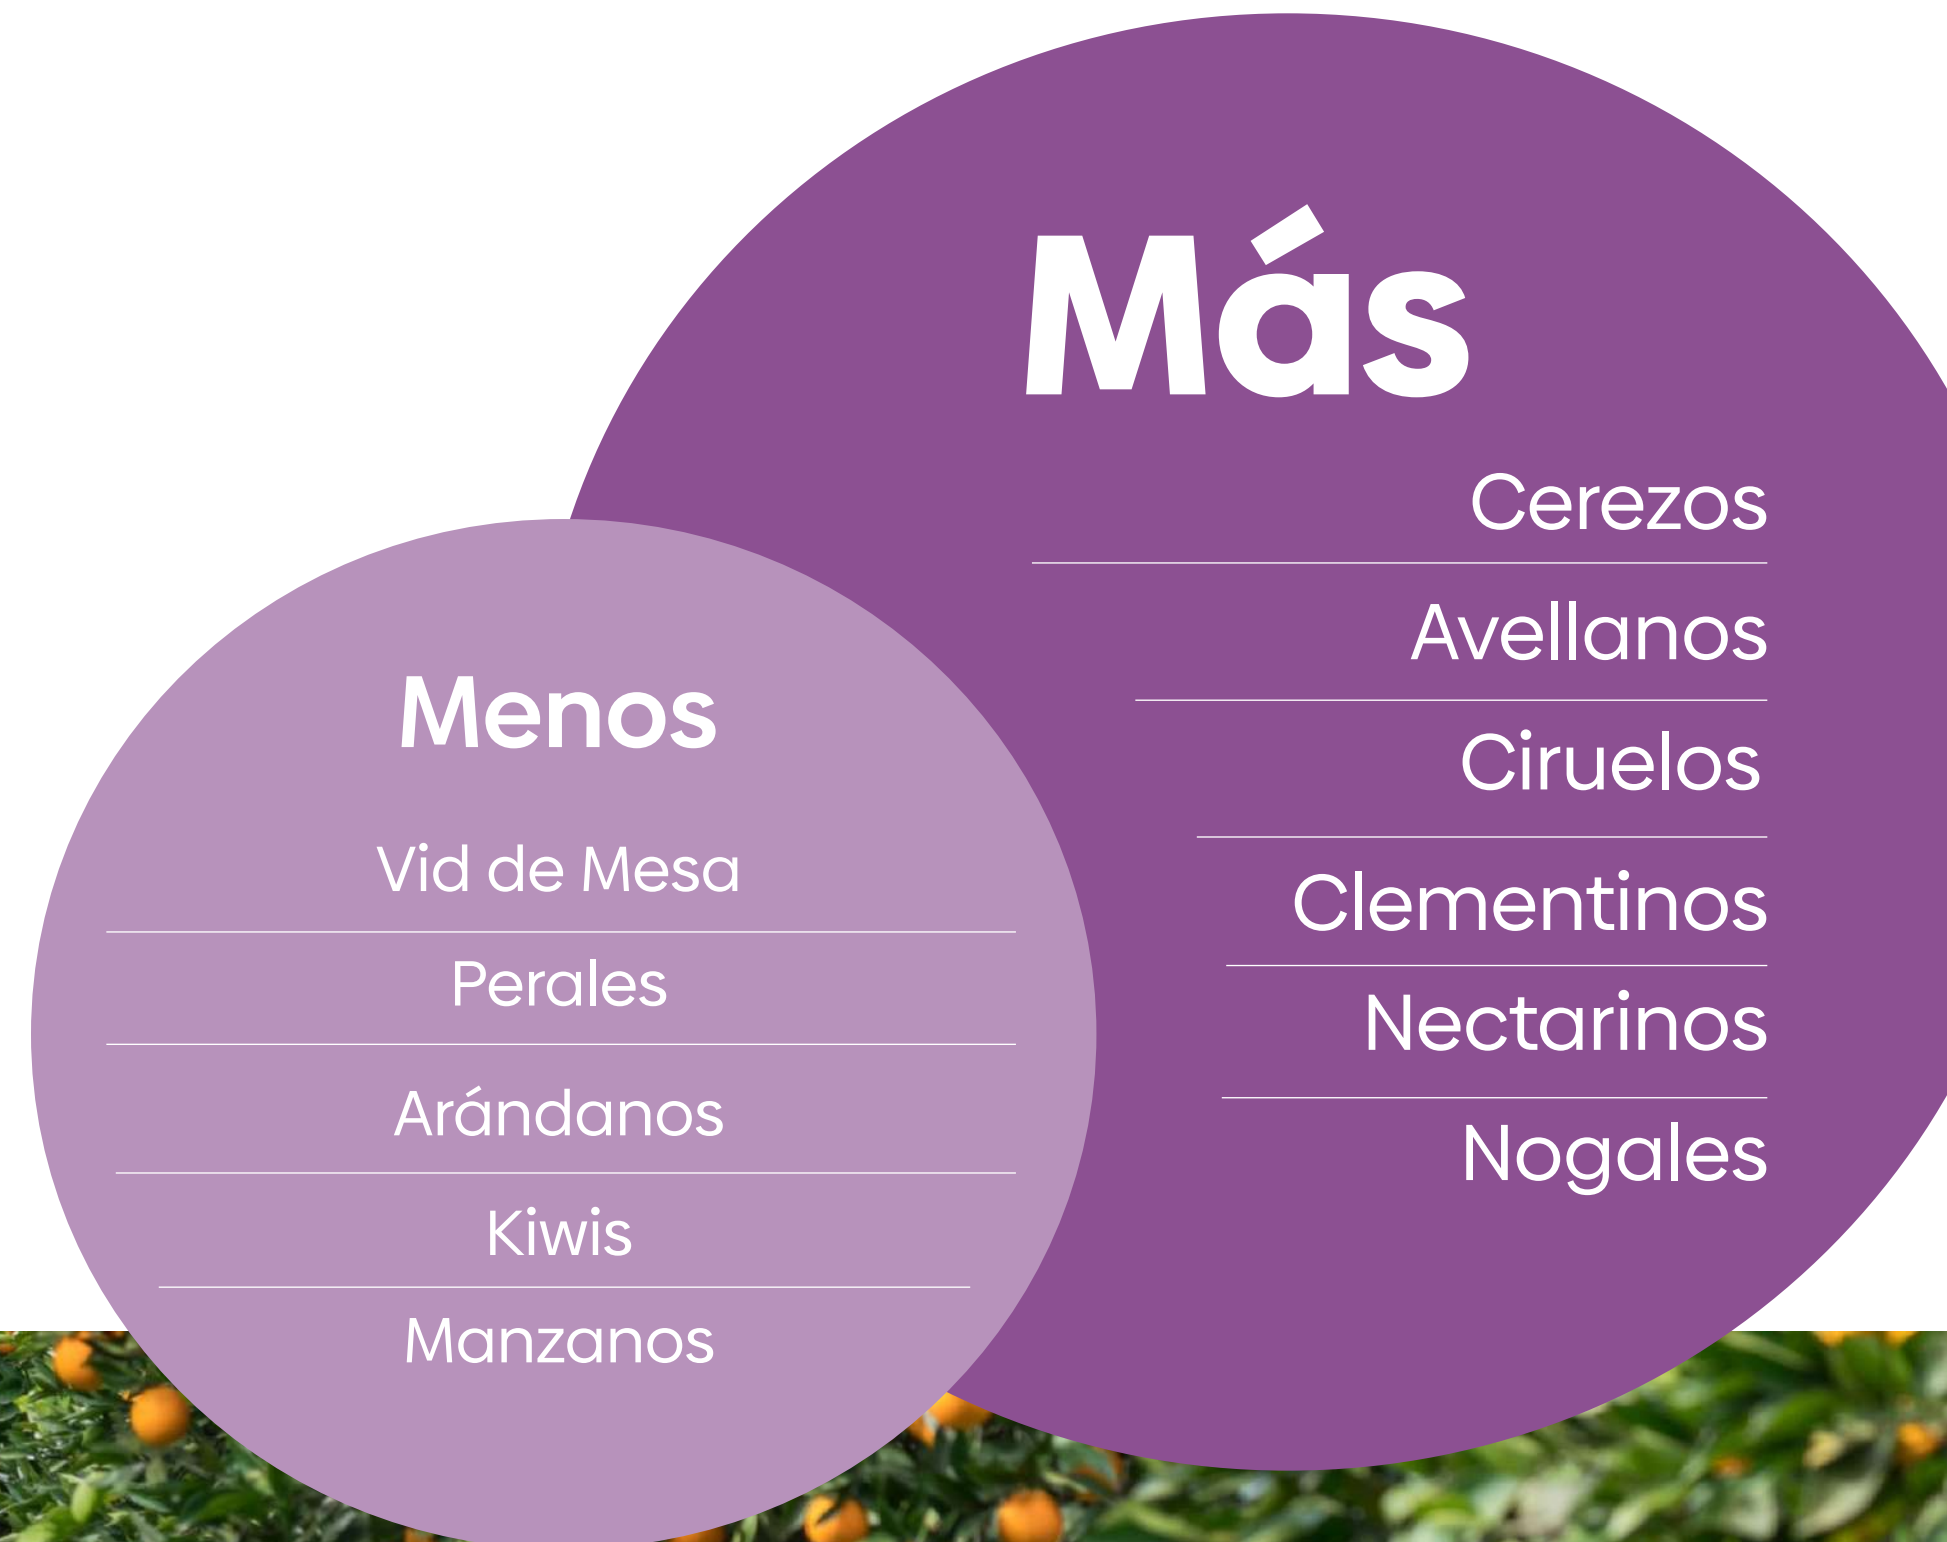 Más
Cerezos
Avellanos
Ciruelos
Clementinos
Nectarinos
Nogales
Menos
Vid de Mesa
Perales
Arándanos
Kiwis
Manzanos